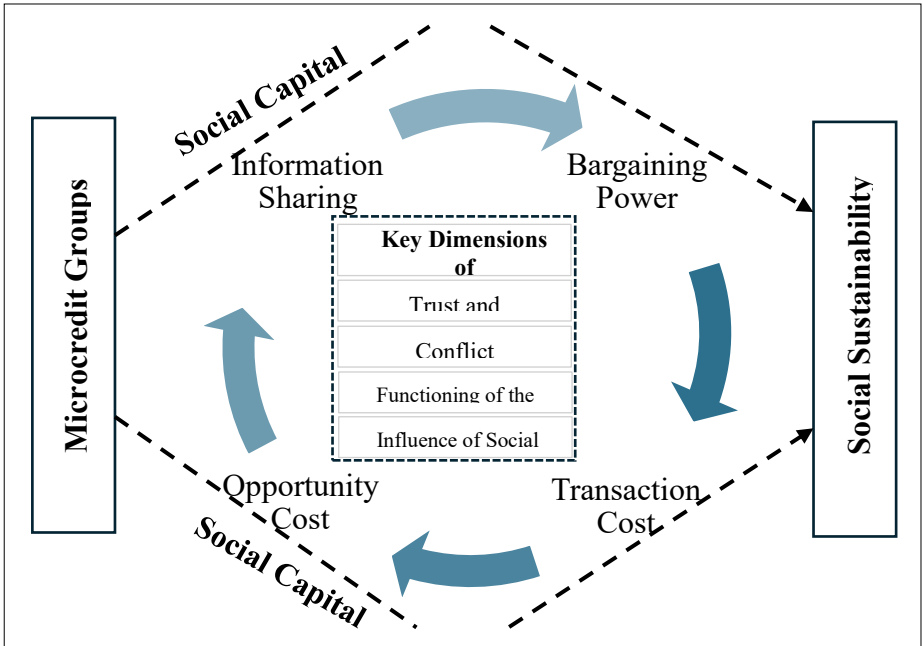 Social Capital
Information
Sharing
Bargaining
Power
Microcredit Groups
Key Dimensions
of
Trust and
Conflict
Functioning of the
Influence of Social
Social Sustainability
Opportunity
Cost
Transaction
Cost
Social Capital